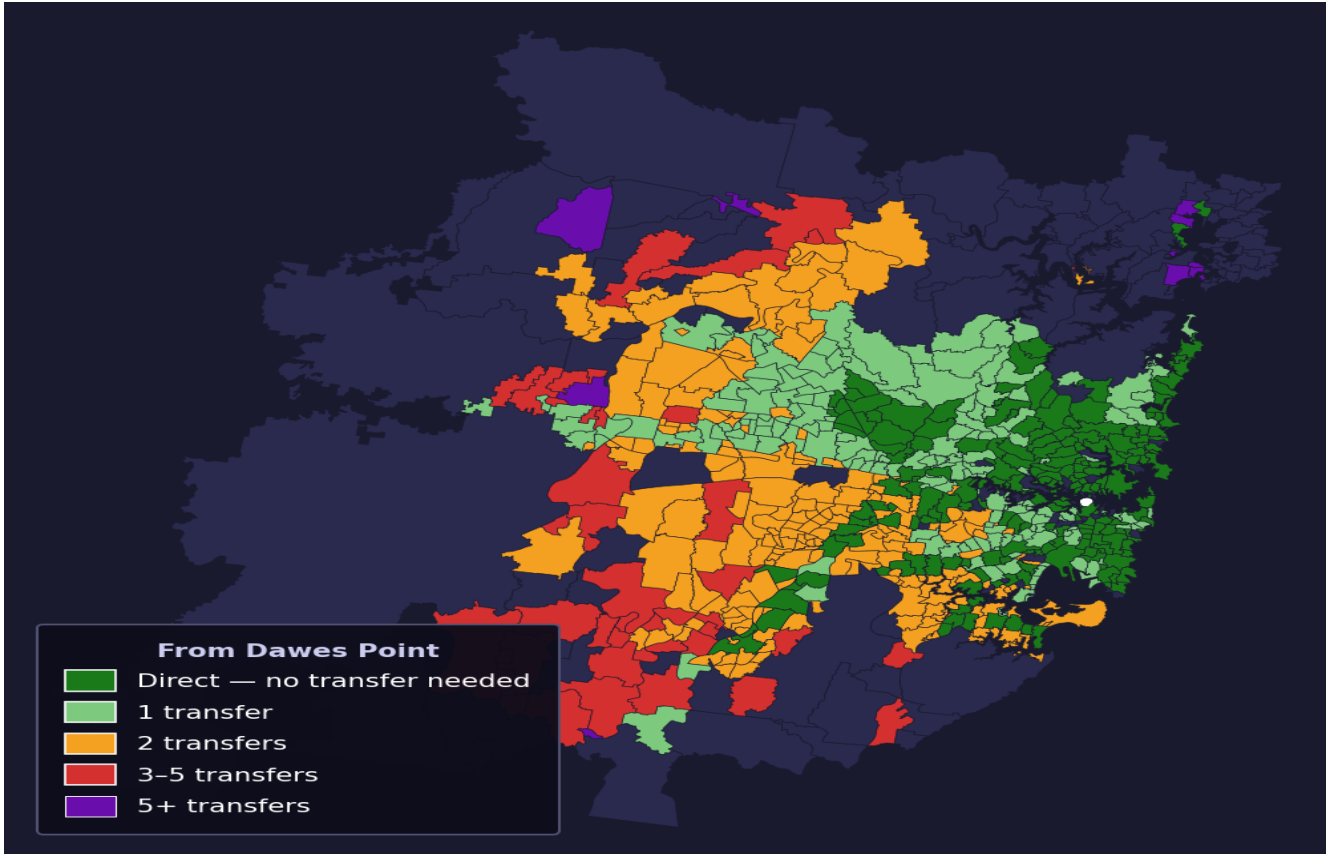 From Dawes Point
Direct — no transfer needed
1 transfer
2 transfers
3–5 transfers
5+ transfers